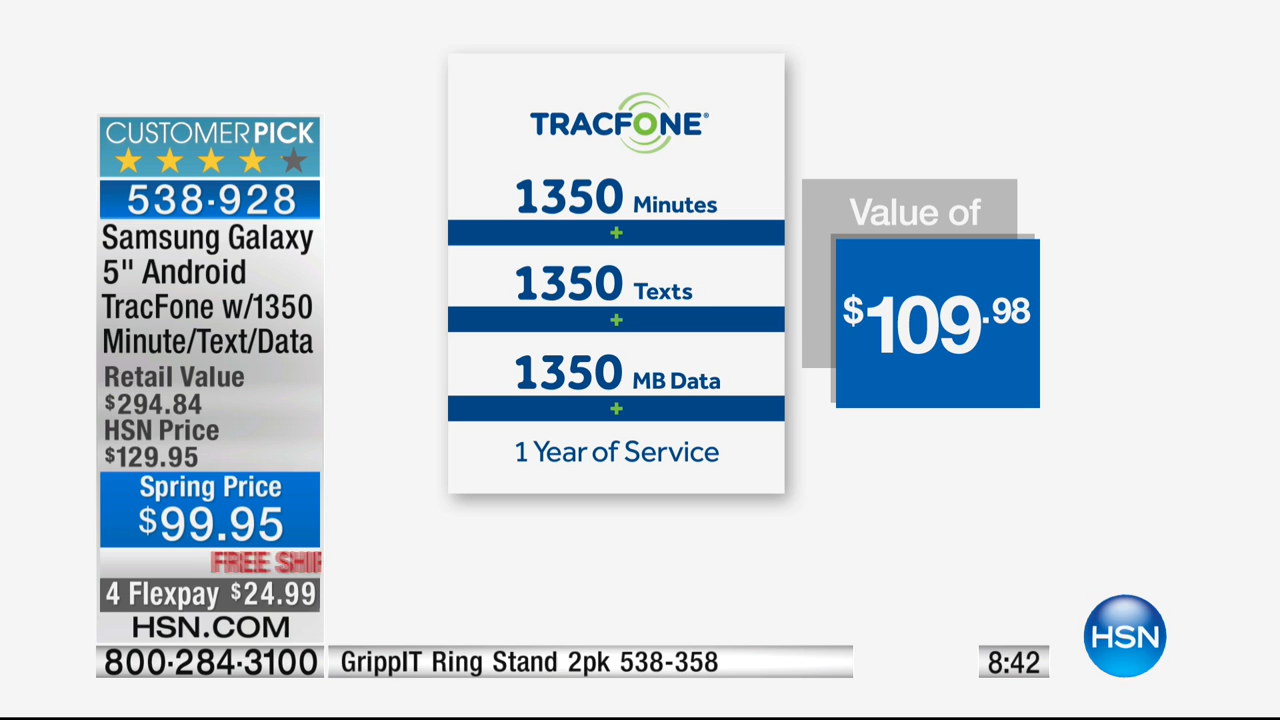 CUSTOMERPICK
538-928
Samsung Galaxy
5" Android
TracFone w/1350
Minute/Text/Data
Retail Value
$294.84
HSN Price
$129.95
Spring Price
$99.95
FREE SHIP
4 Flexpay $24.99
HSN.COM
800-284-3100
GrippIT Ring Stand 2pk 538-358
8:42
TRACFONE®
1350 Minutes
+
1350 Texts
+
1350 MB Data
+
1 Year of Service
Value of
$109.98
HSN